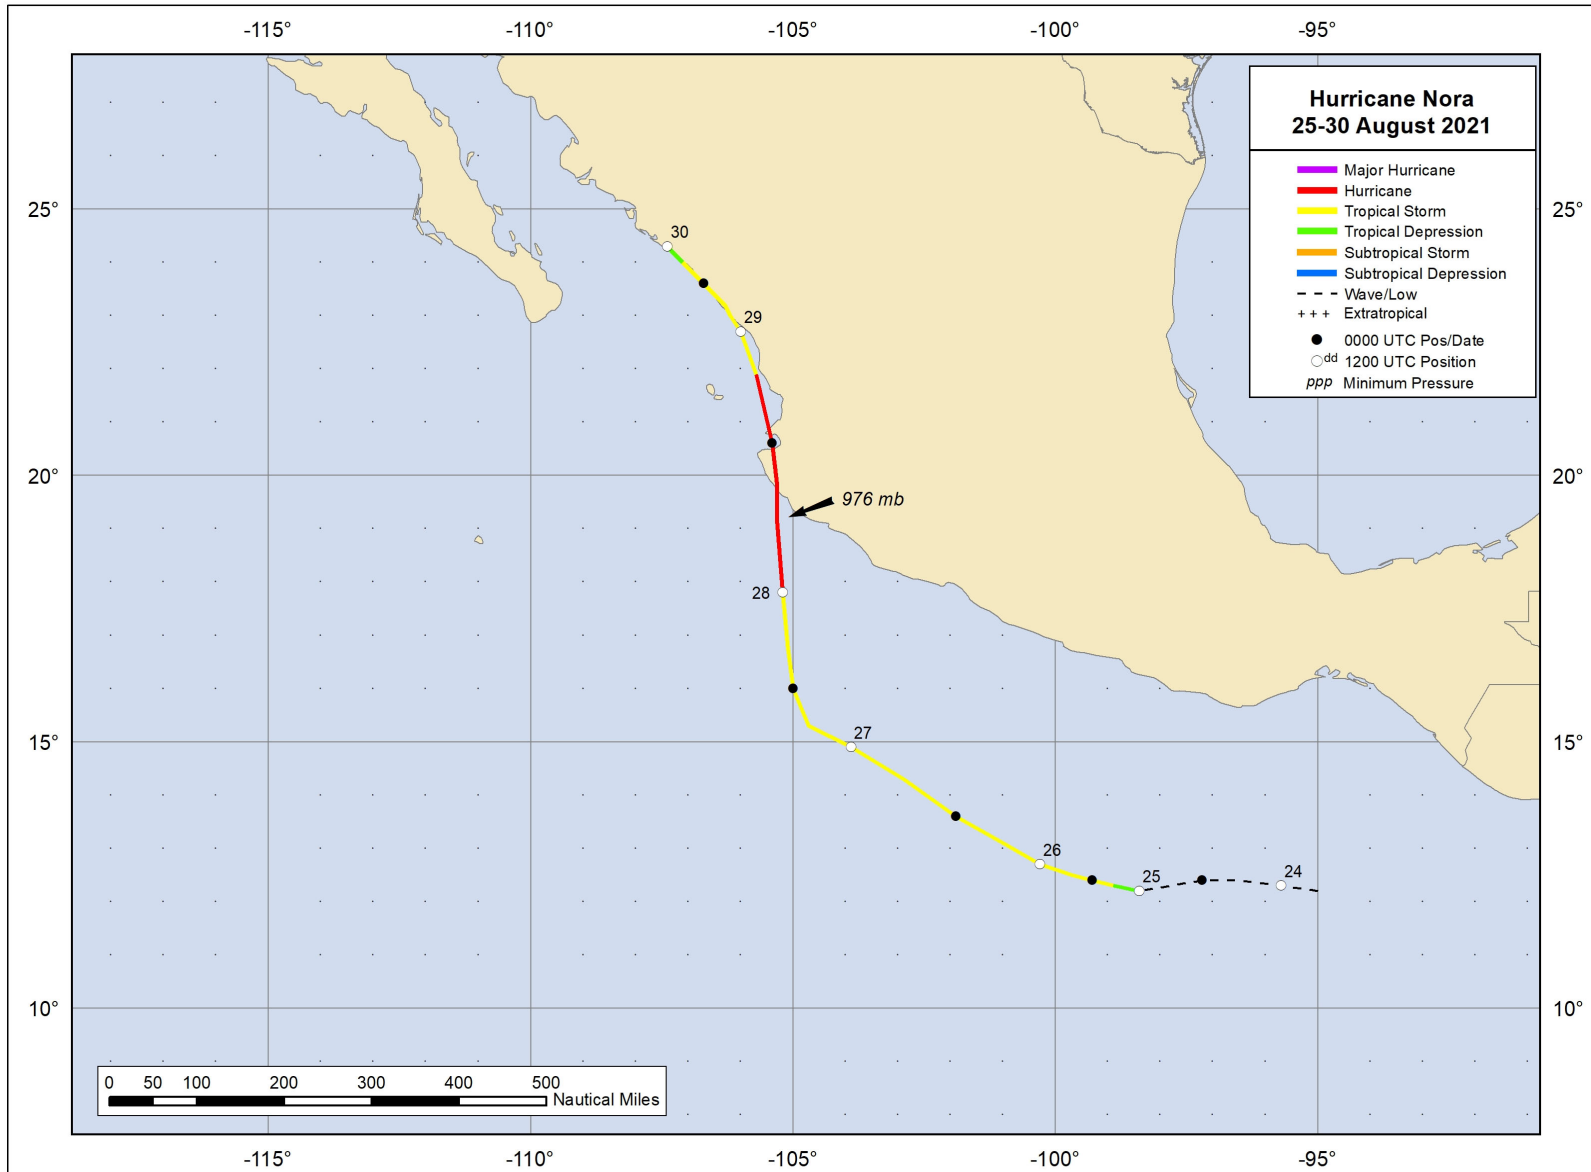 -115° -110° -105° -100° -95°
Hurricane Nora
25-30 August 2021
Major Hurricane
Hurricane
Tropical Storm
Tropical Depression
Subtropical Storm
Subtropical Depression
Wave/Low
+++ Extratropical
0000 UTC Pos/Date
dd 1200 UTC Position
ppp Minimum Pressure
25° 25°
30
29
20° 20°
976 mb
28
15° 15°
27
26
25
24
10° 10°
0 50 100 200 300 400 500
Nautical Miles
-115° -110° -105° -100° -95°